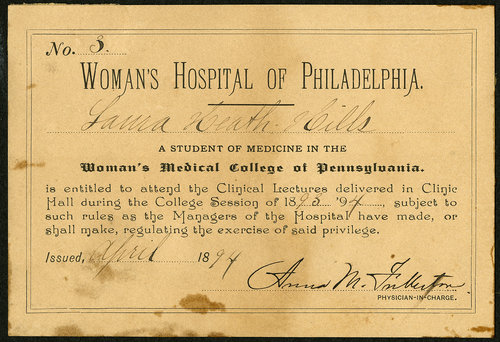 No. 3.
WOMAN'S HOSPITAL OF PHILADELPHIA.
Laura Heath-Hills
A STUDENT OF MEDICINE IN THE
Woman's Medical College of Pennsylvania.
is entitled to attend the Clinical Lectures delivered in Clinic
Hall during the College Session of 1893 '94, subject to
such rules as the Managers of the Hospital have made, or
shall make, regulating the exercise of said privilege.
Issued, April 1894
Anna M. Fullerton
PHYSICIAN-IN-CHARGE.